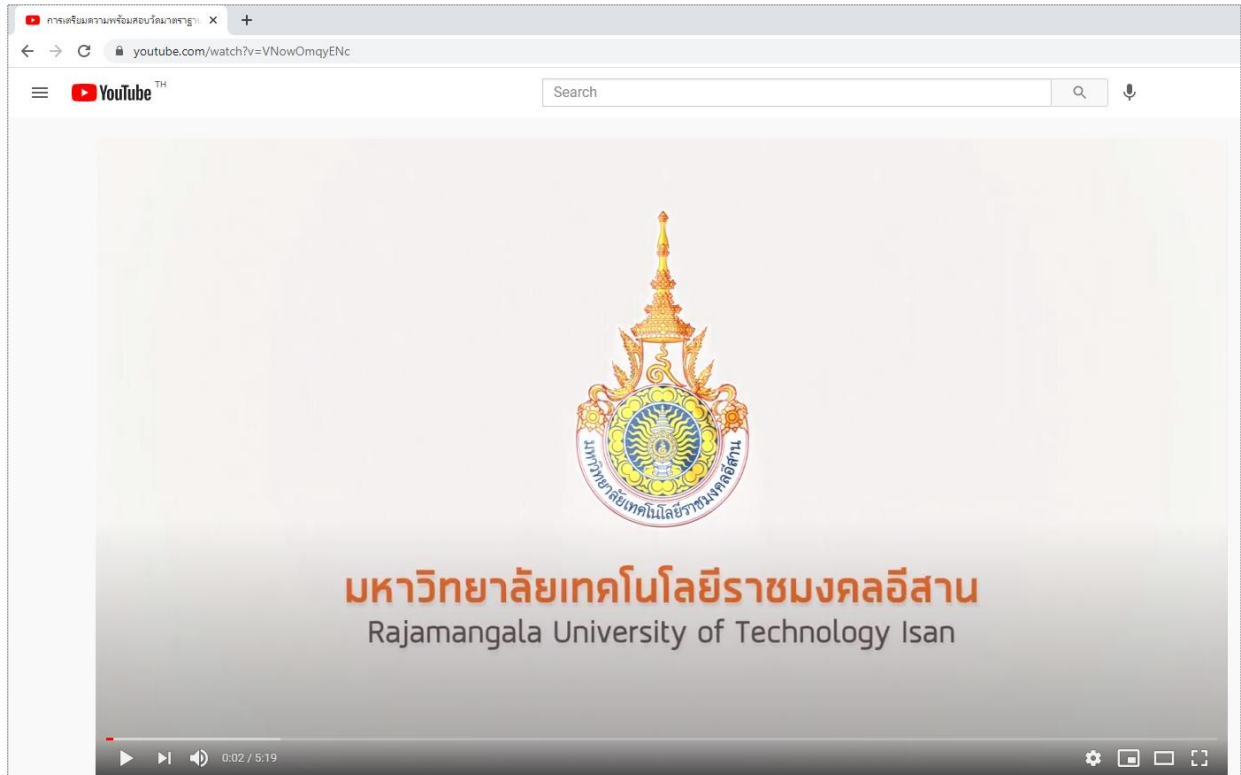 การเตรียมความพร้อมสอบวัดมาตราฐาน
youtube.com/watch?v=VNowOmqyENc
YouTube TH
Search
มหาวิทยาลัยเทคโนโลยีราชมงคลอีสาน
มหาวิทยาลัยเทคโนโลยีราชมงคลอีสาน
Rajamangala University of Technology Isan
0:02 / 5:19